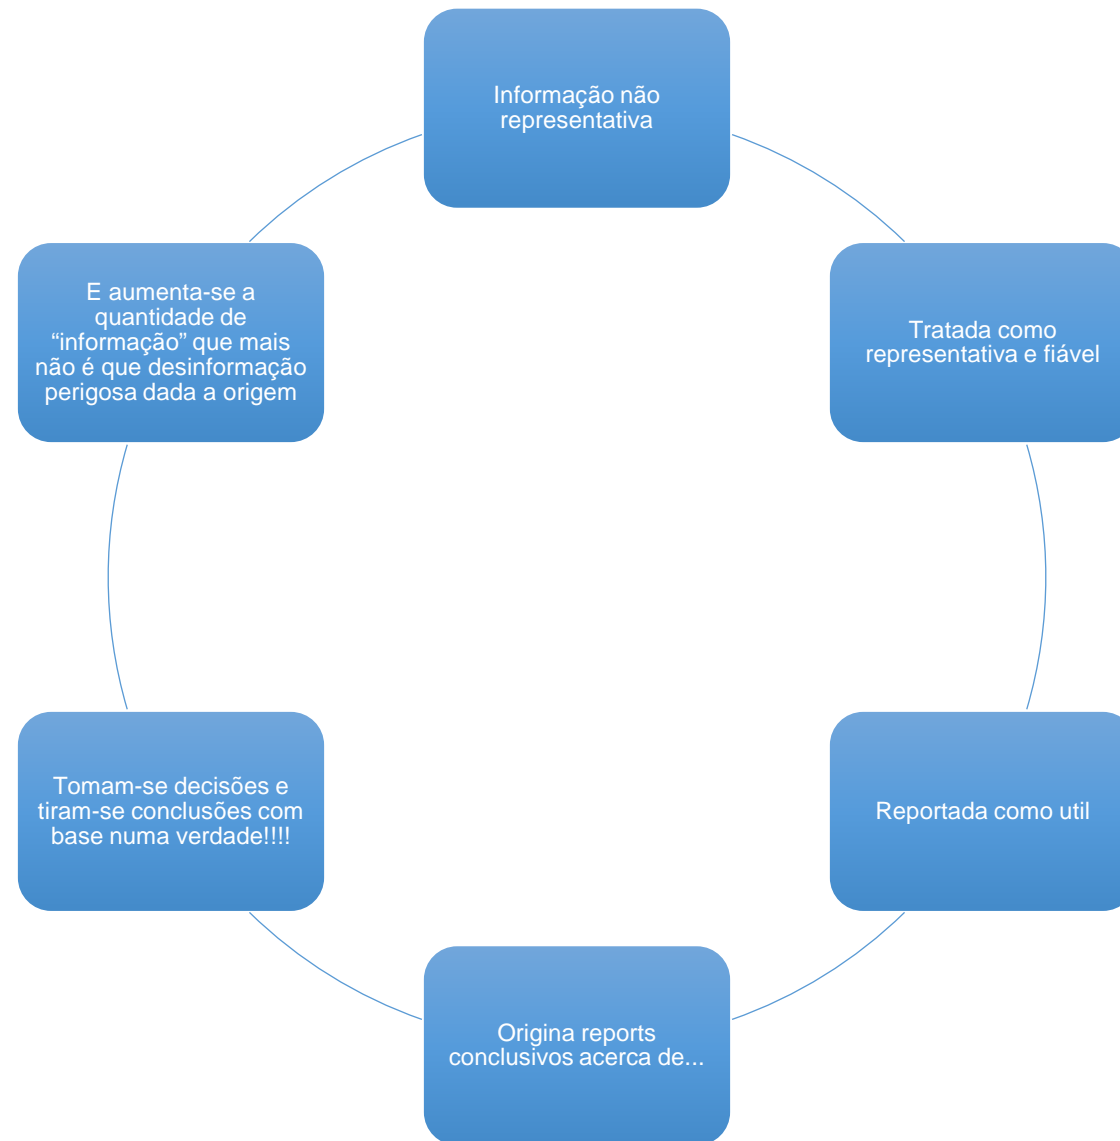 Informação não
representativa
Tratada como
representativa e fiável
Reportada como util
Origina reports
conclusivos acerca de...
Tomam-se decisões e
tiram-se conclusões com
base numa verdade!!!!
E aumenta-se a
quantidade de
“informação” que mais
não é que desinformação
perigosa dada a origem